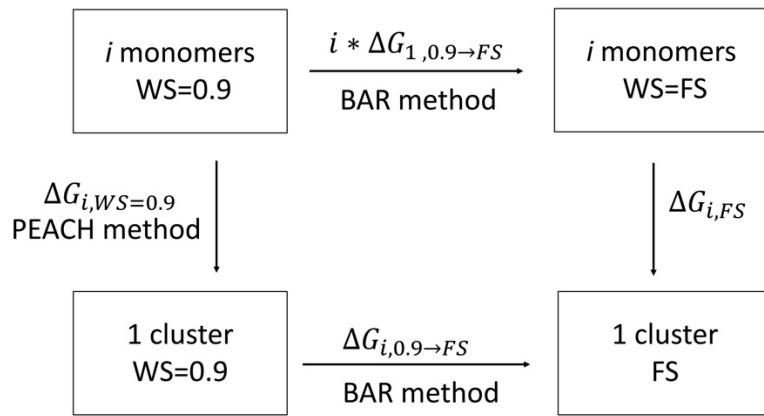 i monomers
WS=0.9
i ∗ ΔG₁,₀.₉→FS
BAR method
i monomers
WS=FS
ΔGᵢ,WS=0.9
PEACH method
ΔGᵢ,FS
1 cluster
WS=0.9
ΔGᵢ,₀.₉→FS
BAR method
1 cluster
FS